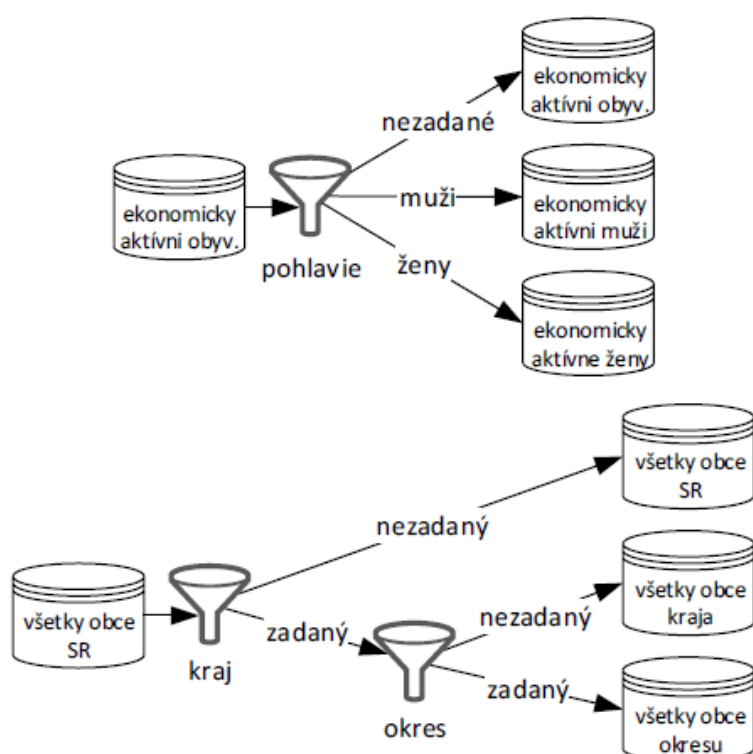 ekonomicky
aktívni obyv.
nezadané
ekonomicky
aktívni obyv.
muži
ekonomicky
aktívni muži
pohlavie
ženy
ekonomicky
aktívne ženy
všetky obce
SR
nezadaný
všetky obce
SR
kraj
zadaný
nezadaný
všetky obce
kraja
okres
zadaný
všetky obce
okresu